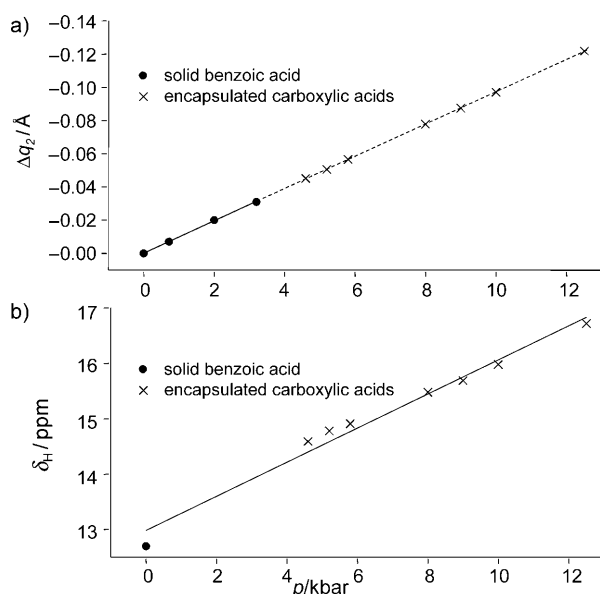 a)
−0.14
−0.12
−0.10
−0.08
−0.06
−0.04
−0.02
−0.00
Δq₂/Å
solid benzoic acid
encapsulated carboxylic acids
0 2 4 6 8 10 12
b)
17
16
15
14
13
δH/ppm
solid benzoic acid
encapsulated carboxylic acids
0 2 4 6 8 10 12
p/kbar